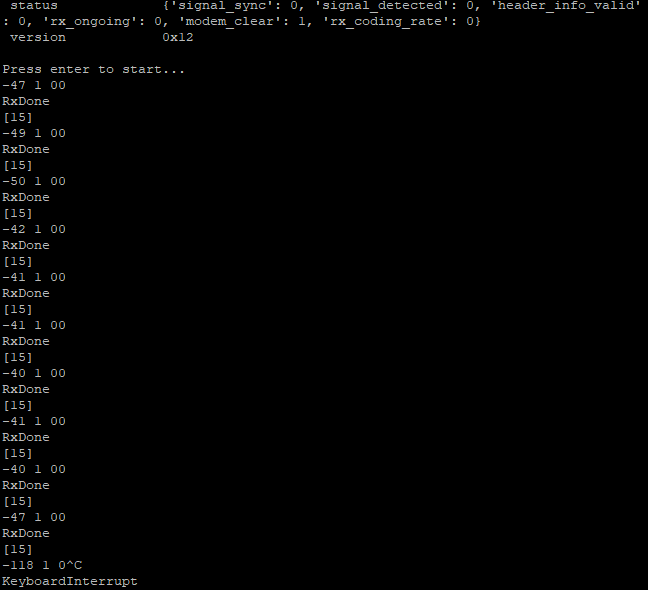 status {'signal_sync': 0, 'signal_detected': 0, 'header_info_valid'
: 0, 'rx_ongoing': 0, 'modem_clear': 1, 'rx_coding_rate': 0}
version 0x12
Press enter to start...
-47 1 00
RxDone
[15]
-49 1 00
RxDone
[15]
-50 1 00
RxDone
[15]
-42 1 00
RxDone
[15]
-41 1 00
RxDone
[15]
-41 1 00
RxDone
[15]
-40 1 00
RxDone
[15]
-41 1 00
RxDone
[15]
-40 1 00
RxDone
[15]
-47 1 00
RxDone
[15]
-118 1 0^C
KeyboardInterrupt